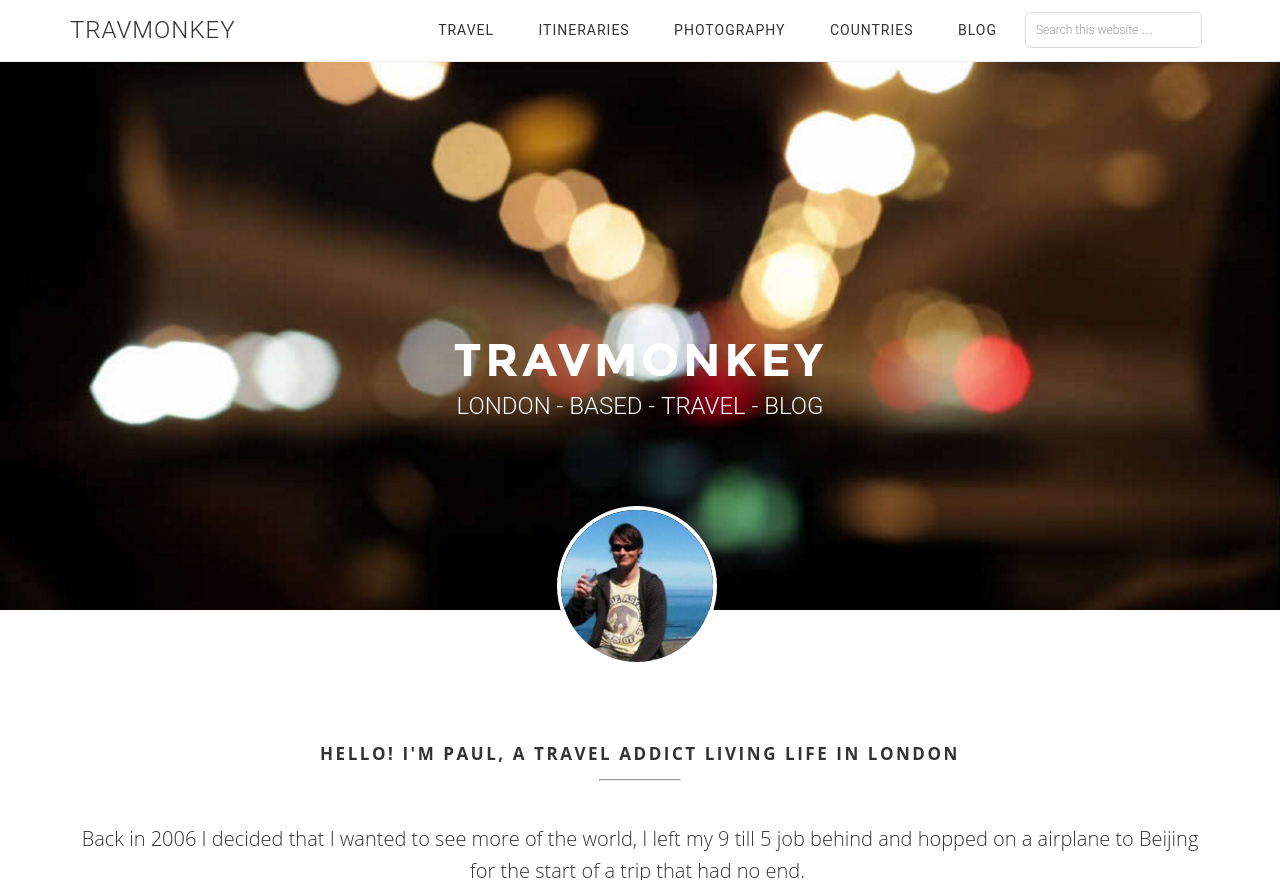 TRAVMONKEY
TRAVEL ITINERARIES PHOTOGRAPHY COUNTRIES BLOG Search this website ...
TRAVMONKEY
LONDON - BASED - TRAVEL - BLOG
HELLO! I'M PAUL, A TRAVEL ADDICT LIVING LIFE IN LONDON
Back in 2006 I decided that I wanted to see more of the world, I left my 9 till 5 job behind and hopped on a airplane to Beijing
for the start of a trip that had no end.